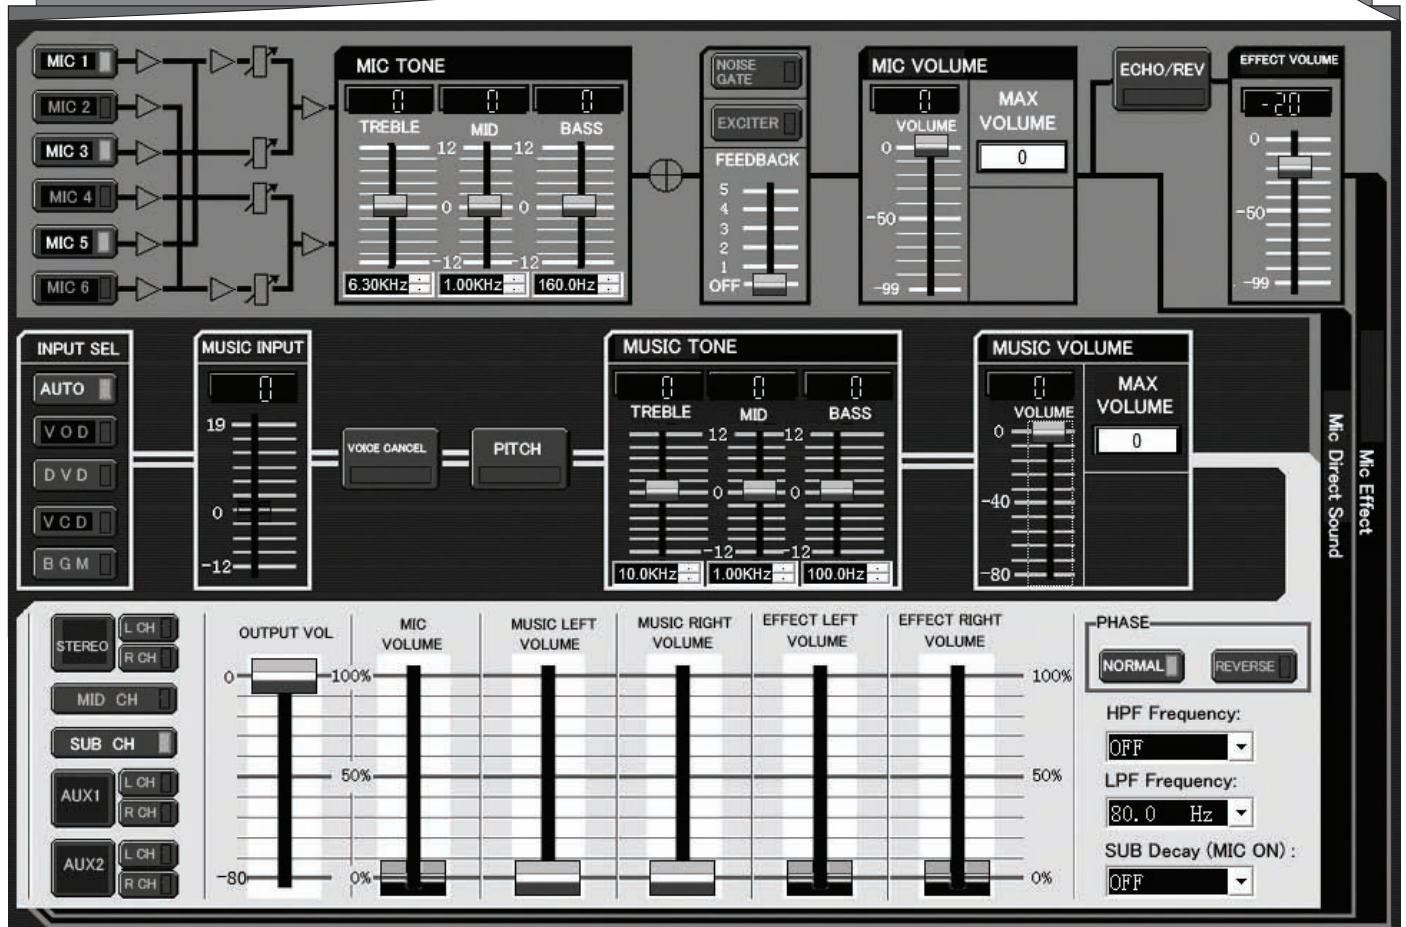 MIC 1
MIC 2
MIC 3
MIC 4
MIC 5
MIC 6
MIC TONE
0 0 0
TREBLE MID BASS
12 12
0 0
-12 -12
6.30KHz 1.00KHz 160.0Hz
NOISE
GATE
EXCITER
FEEDBACK
5
4
3
2
1
OFF
MIC VOLUME
0
VOLUME
0
-50
-99
MAX
VOLUME
0
ECHO/REV
EFFECT VOLUME
-20
0
-50
-99
INPUT SEL
AUTO
VOD
DVD
VCD
BGM
MUSIC INPUT
0
19
0
-12
VOICE CANCEL
PITCH
MUSIC TONE
0 0 0
TREBLE MID BASS
12 12
0 0
-12 -12
10.0KHz 1.00KHz 100.0Hz
MUSIC VOLUME
0
VOLUME
0
-40
-80
MAX
VOLUME
0
Mic Direct Sound
Mic Effect
STEREO
L CH
R CH
MID CH
SUB CH
AUX1
L CH
R CH
AUX2
L CH
R CH
OUTPUT VOL
0
-80
MIC
VOLUME
MUSIC LEFT
VOLUME
MUSIC RIGHT
VOLUME
EFFECT LEFT
VOLUME
EFFECT RIGHT
VOLUME
100% 100%
50% 50%
0% 0%
PHASE
NORMAL REVERSE
HPF Frequency:
OFF
LPF Frequency:
80.0 Hz
SUB Decay (MIC ON) :
OFF